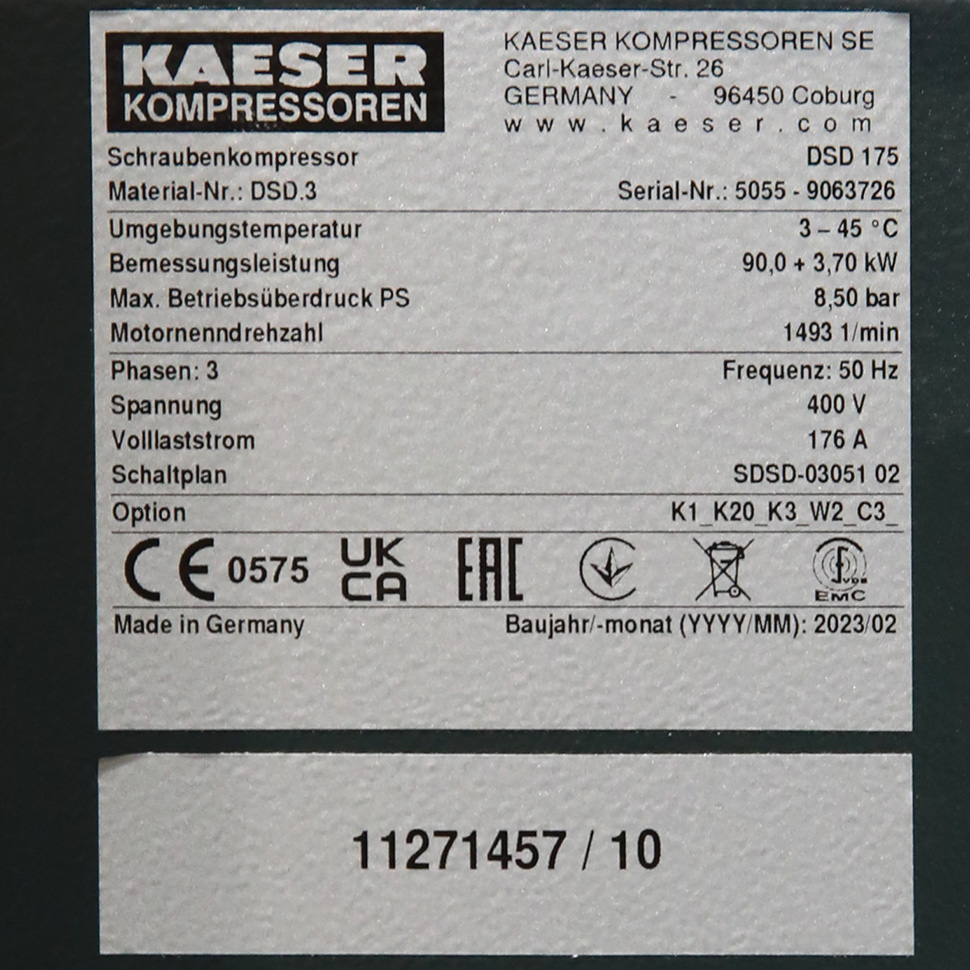 KAESER
KOMPRESSOREN
KAESER KOMPRESSOREN SE
Carl-Kaeser-Str. 26
GERMANY - 96450 Coburg
www.kaeser.com
Schraubenkompressor DSD 175
Material-Nr.: DSD.3 Serial-Nr.: 5055 - 9063726
Umgebungstemperatur 3 – 45 °C
Bemessungsleistung 90,0 + 3,70 kW
Max. Betriebsüberdruck PS 8,50 bar
Motornenndrehzahl 1493 1/min
Phasen: 3 Frequenz: 50 Hz
Spannung 400 V
Volllaststrom 176 A
Schaltplan SDSD-03051 02
Option K1_K20_K3_W2_C3_
CE 0575 UK CA EAC VDE EMC
Made in Germany Baujahr/-monat (YYYY/MM): 2023/02
11271457 / 10